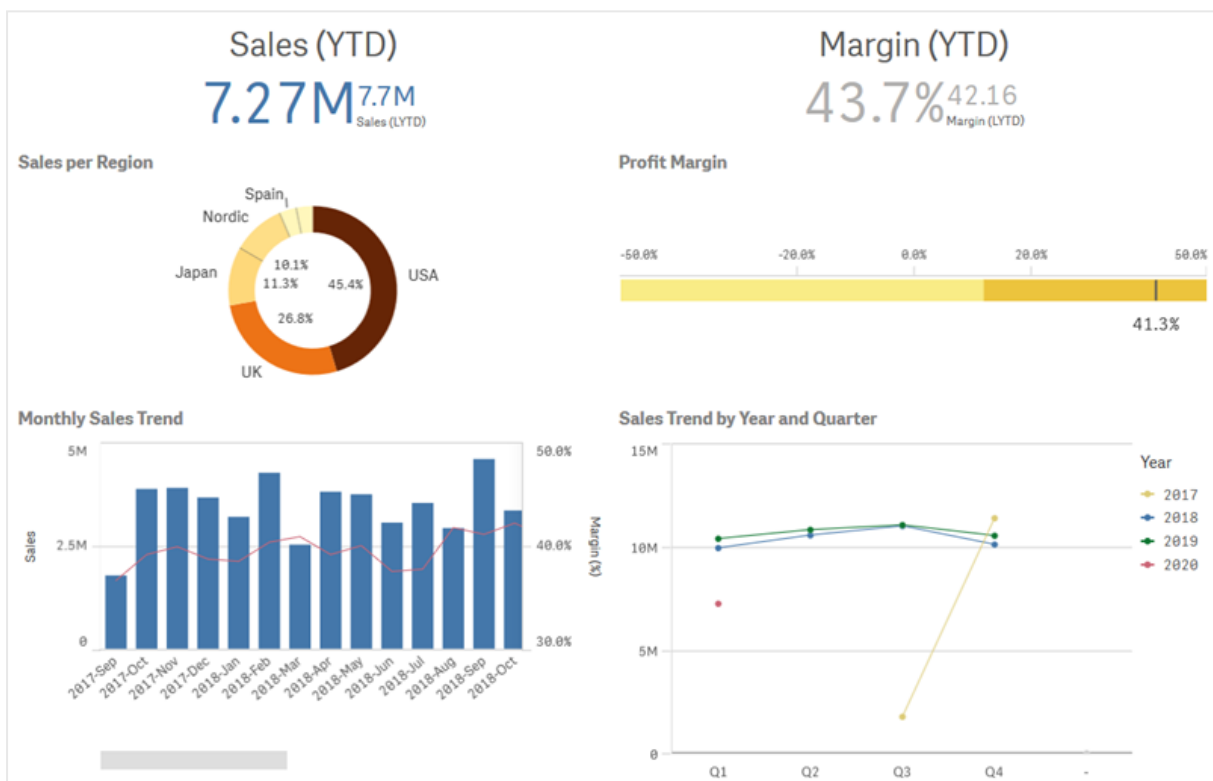 Sales (YTD)
7.27M 7.7M
Sales (LYTD)
Margin (YTD)
43.7% 42.16
Margin (LYTD)
Sales per Region
Spain
Nordic
Japan
USA
UK
10.1%
11.3%
45.4%
26.8%
Profit Margin
-50.0% -20.0% 0.0% 20.0% 50.0%
41.3%
Monthly Sales Trend
5M
2.5M
0
Sales
50.0%
40.0%
30.0%
Margin (%)
2017-Sep
2017-Oct
2017-Nov
2017-Dec
2018-Jan
2018-Feb
2018-Mar
2018-Apr
2018-May
2018-Jun
2018-Jul
2018-Aug
2018-Sep
2018-Oct
Sales Trend by Year and Quarter
15M
10M
5M
0
Q1 Q2 Q3 Q4 -
Year
2017
2018
2019
2020